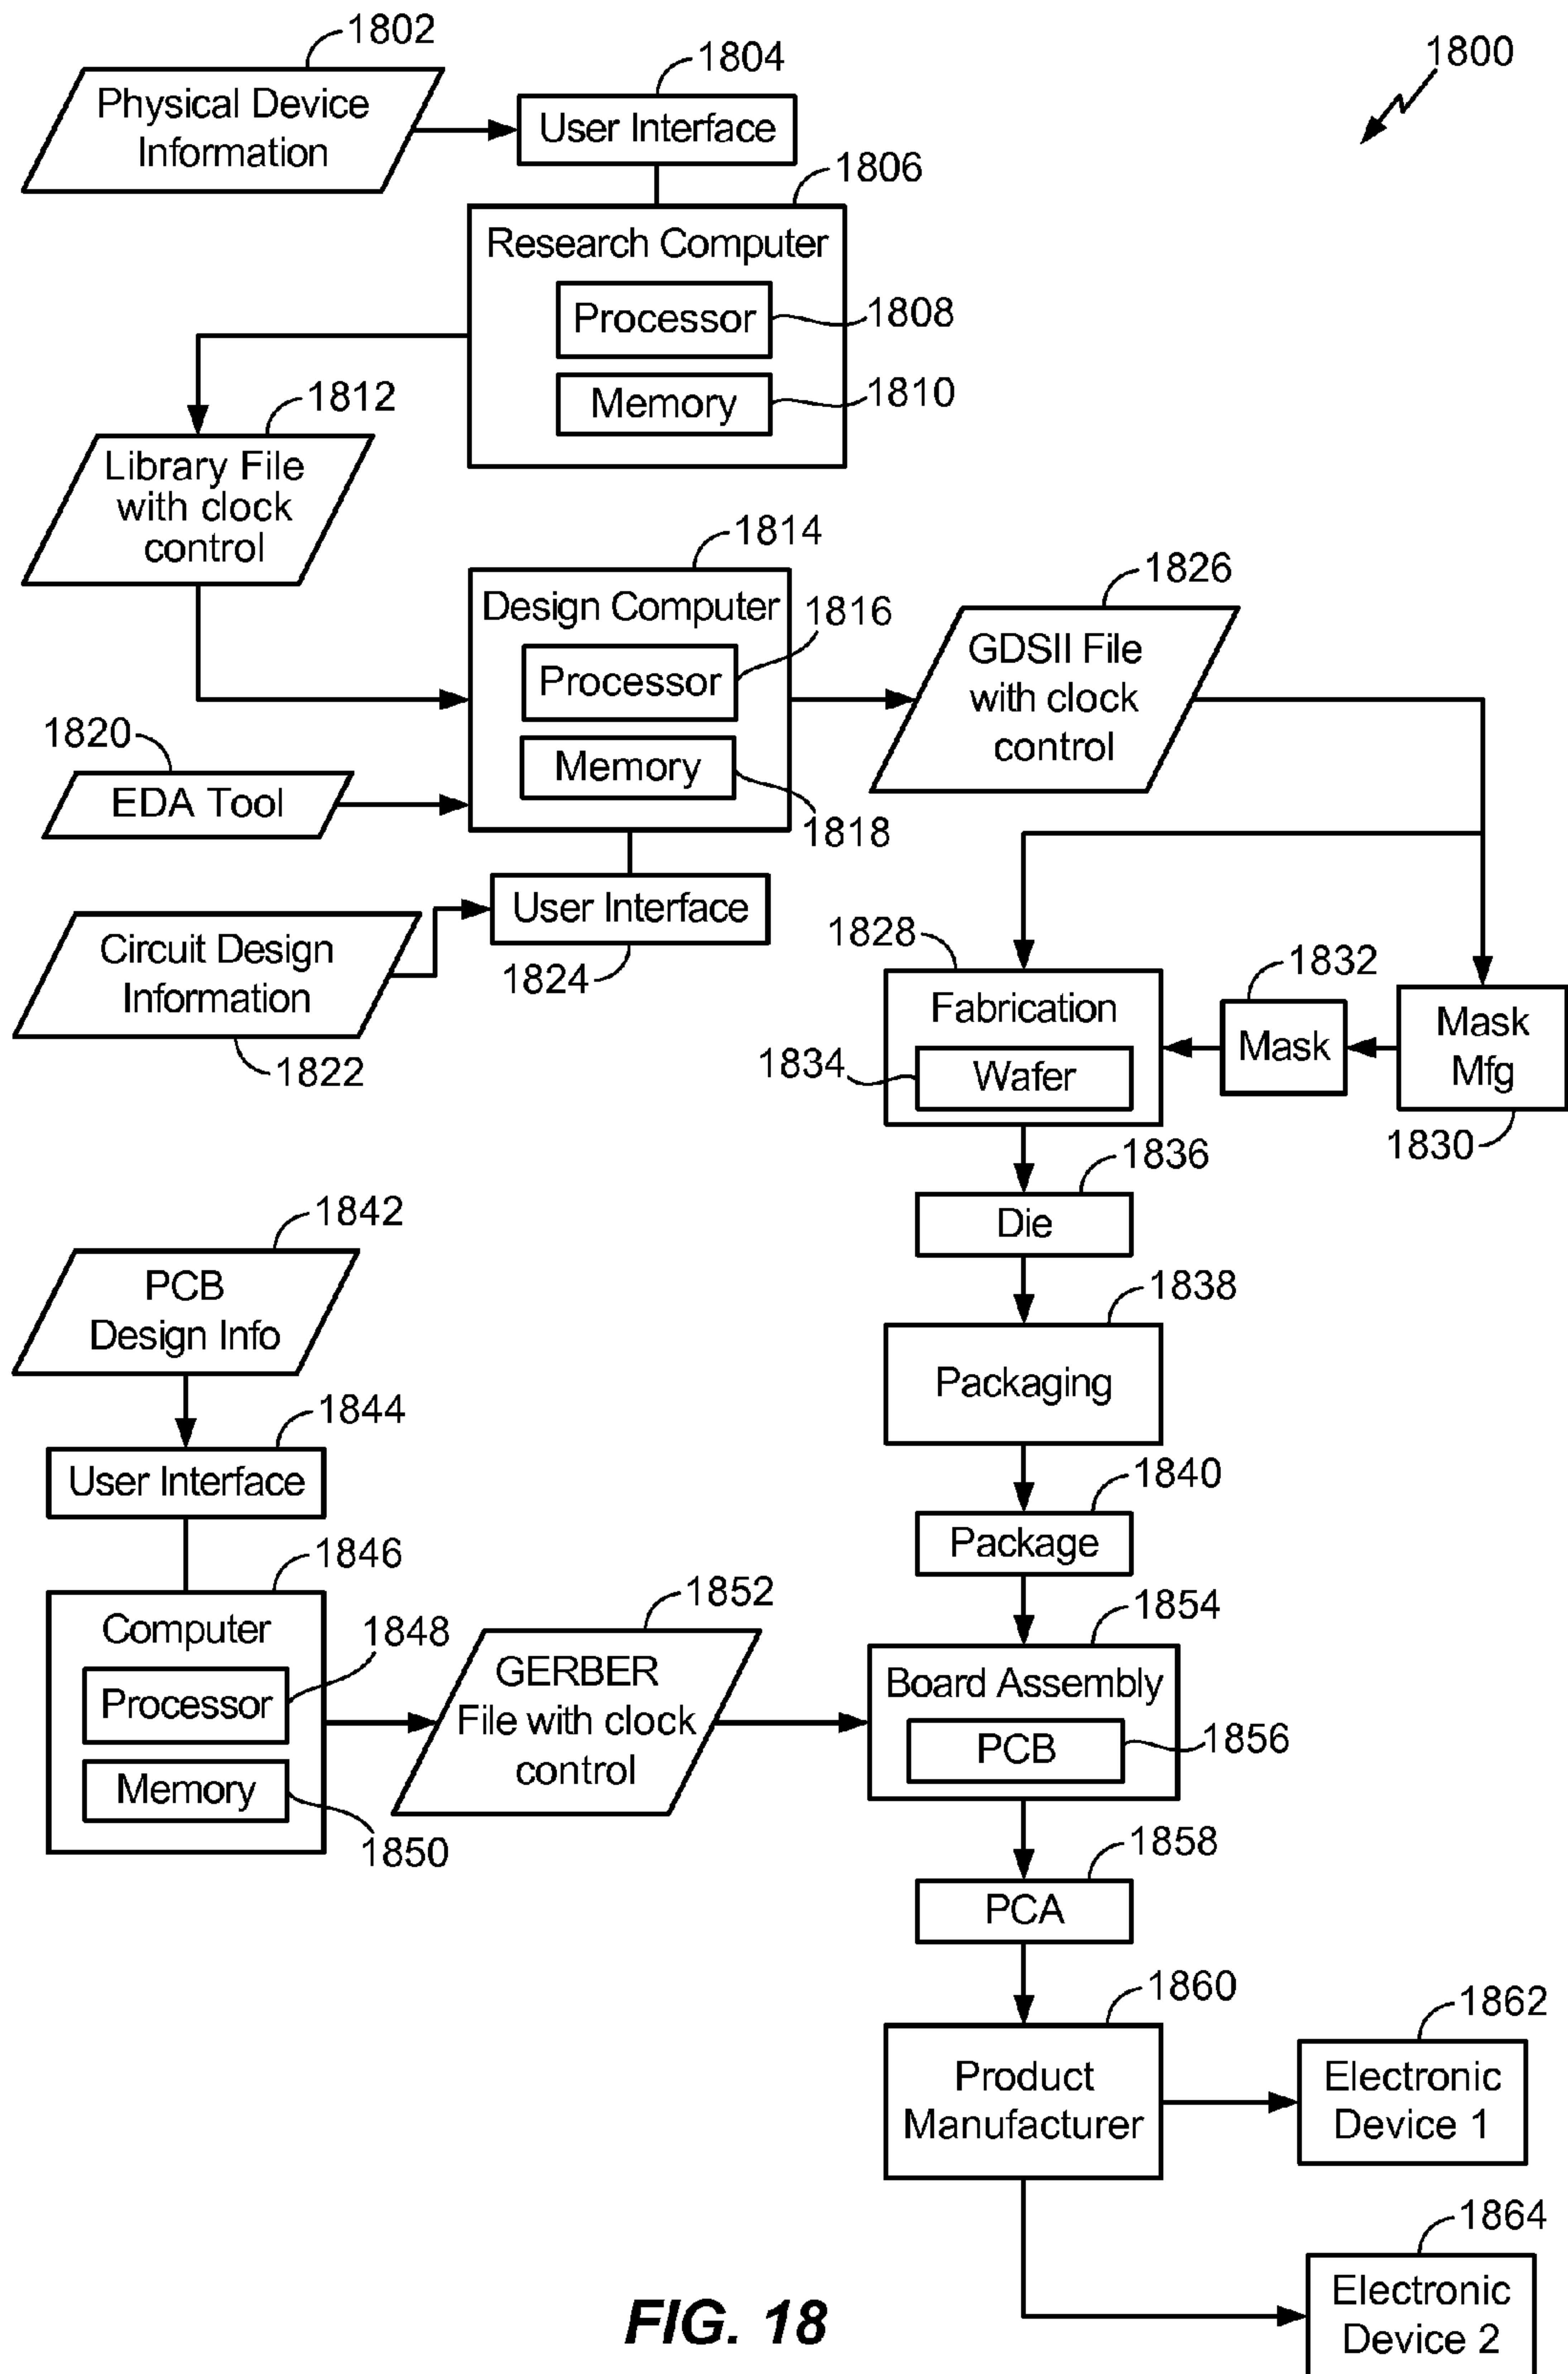 1802
Physical Device
Information
1804
User Interface
1800
1806
Research Computer
Processor
1808
Memory
1810
1812
Library File
with clock
control
1814
Design Computer
1816
Processor
Memory
1818
1820
EDA Tool
1826
GDSII File
with clock
control
User Interface
1824
Circuit Design
Information
1822
1828
Fabrication
1834
Wafer
1832
Mask
Mask
Mfg
1830
1836
Die
1838
Packaging
1840
Package
1842
PCB
Design Info
1844
User Interface
1846
Computer
1848
Processor
Memory
1850
1852
GERBER
File with clock
control
1854
Board Assembly
PCB
1856
1858
PCA
1860
Product
Manufacturer
1862
Electronic
Device 1
1864
Electronic
Device 2
FIG. 18